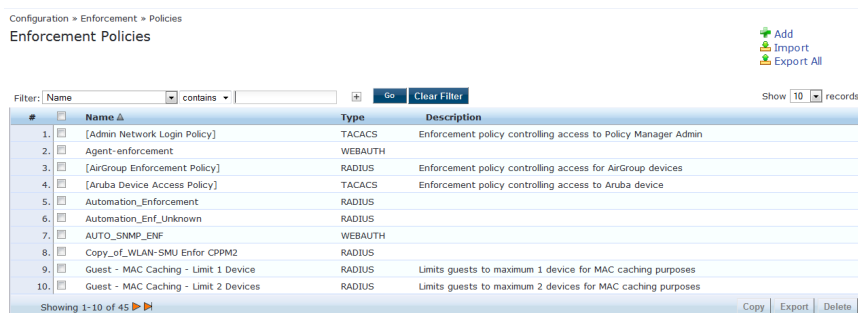 Configuration » Enforcement » Policies
Enforcement Policies
Add
Import
Export All
Filter: Name contains Go Clear Filter Show 10 records
# Name Type Description
1. [Admin Network Login Policy] TACACS Enforcement policy controlling access to Policy Manager Admin
2. Agent-enforcement WEBAUTH
3. [AirGroup Enforcement Policy] RADIUS Enforcement policy controlling access for AirGroup devices
4. [Aruba Device Access Policy] TACACS Enforcement policy controlling access to Aruba device
5. Automation_Enforcement RADIUS
6. Automation_Enf_Unknown RADIUS
7. AUTO_SNMP_ENF WEBAUTH
8. Copy_of_WLAN-SMU Enfor CPPM2 RADIUS
9. Guest - MAC Caching - Limit 1 Device RADIUS Limits guests to maximum 1 device for MAC caching purposes
10. Guest - MAC Caching - Limit 2 Devices RADIUS Limits guests to maximum 2 devices for MAC caching purposes
Showing 1-10 of 45 Copy Export Delete